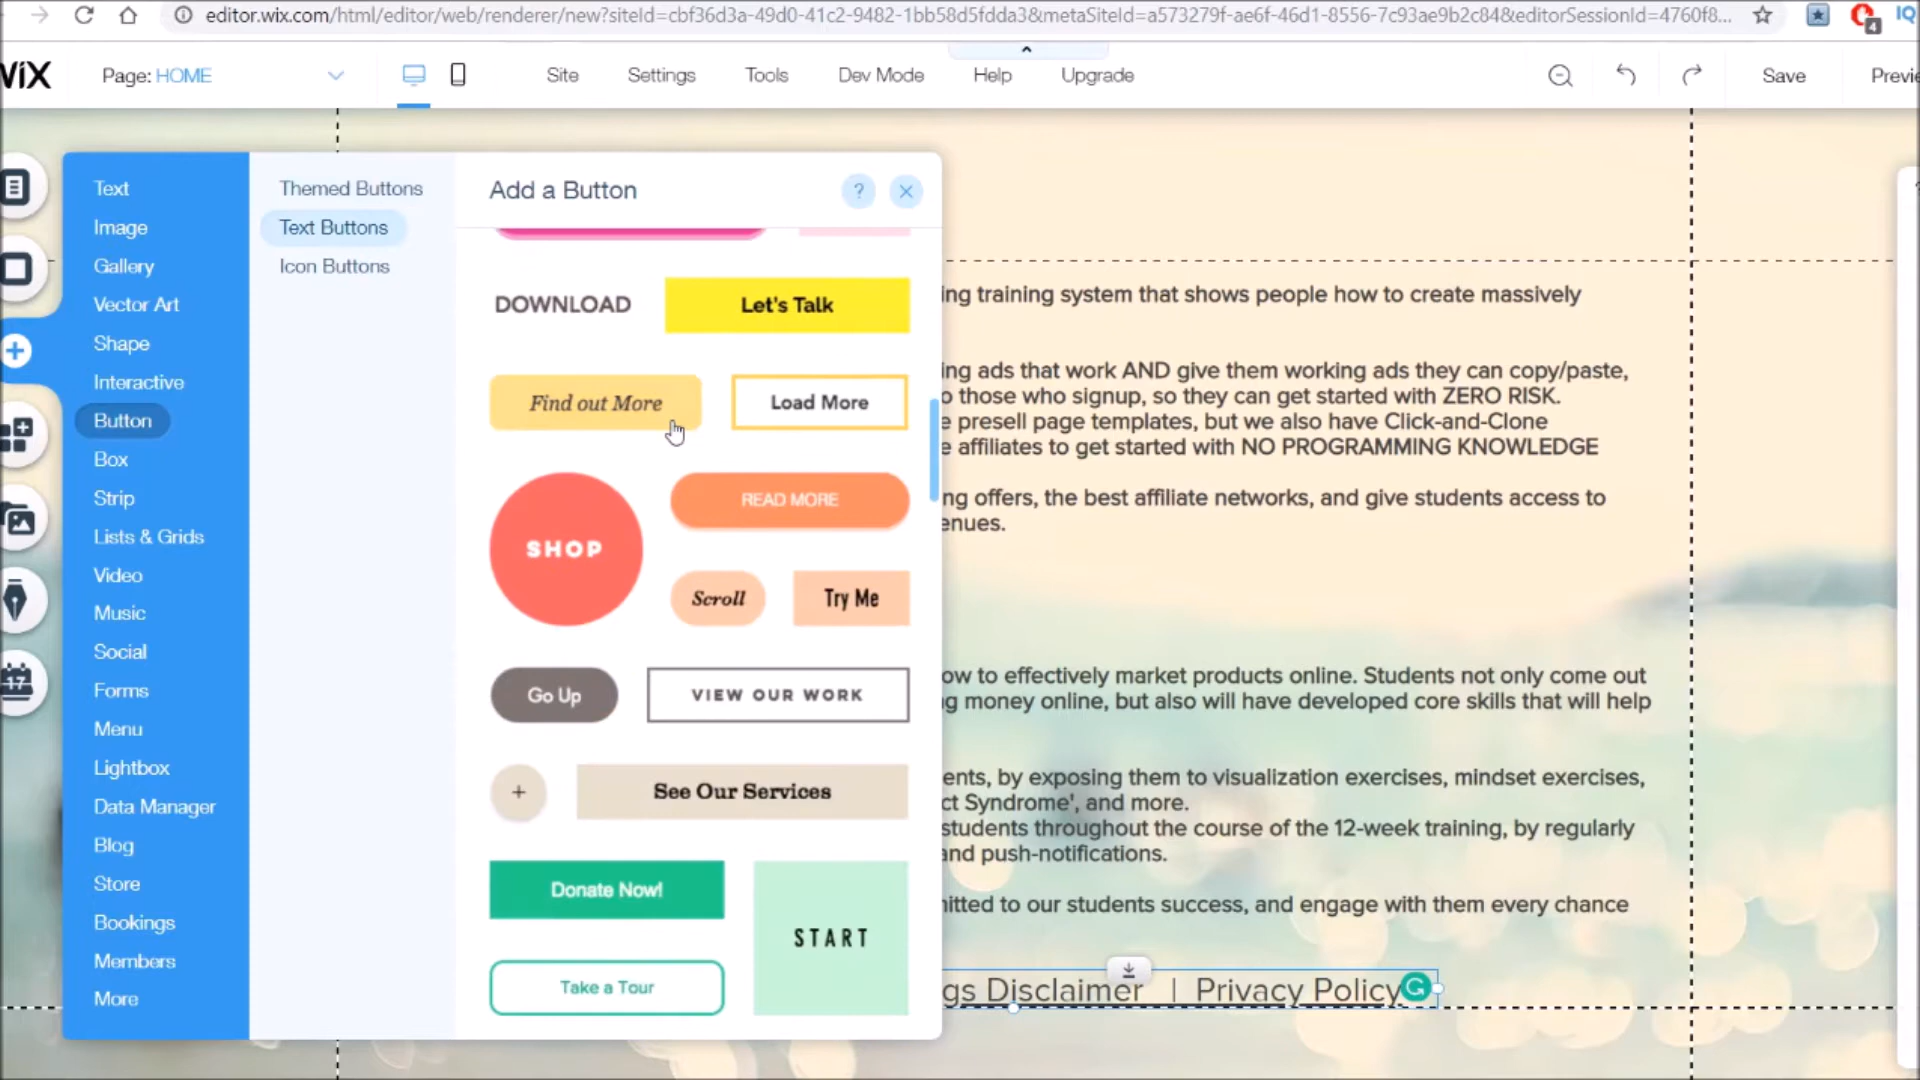 editor.wix.com/html/editor/web/renderer/new?siteId=cbf36d3a-49d0-41c2-9482-1bb58d5fdda3&metaSiteId=a573279f-ae6f-46d1-8556-7c93ae9b2c84&editorSessionId=4760f8...
4
IQ
WiX
Page: HOME
Site
Settings
Tools
Dev Mode
Help
Upgrade
Save
Previe
Text
Image
Gallery
Vector Art
Shape
Interactive
Button
Box
Strip
Lists & Grids
Video
Music
Social
Forms
Menu
Lightbox
Data Manager
Blog
Store
Bookings
Members
More
17
Themed Buttons
Text Buttons
Icon Buttons
Add a Button
?
DOWNLOAD
Let's Talk
Find out More
Load More
SHOP
READ MORE
Scroll
Try Me
Go Up
VIEW OUR WORK
+
See Our Services
Donate Now!
START
Take a Tour
ing training system that shows people how to create massively
ing ads that work AND give them working ads they can copy/paste,
o those who signup, so they can get started with ZERO RISK.
e presell page templates, but we also have Click-and-Clone
e affiliates to get started with NO PROGRAMMING KNOWLEDGE
ng offers, the best affiliate networks, and give students access to
enues.
ow to effectively market products online. Students not only come out
g money online, but also will have developed core skills that will help
ents, by exposing them to visualization exercises, mindset exercises,
ct Syndrome', and more.
students throughout the course of the 12-week training, by regularly
and push-notifications.
nitted to our students success, and engage with them every chance
gs Disclaimer | Privacy Policy